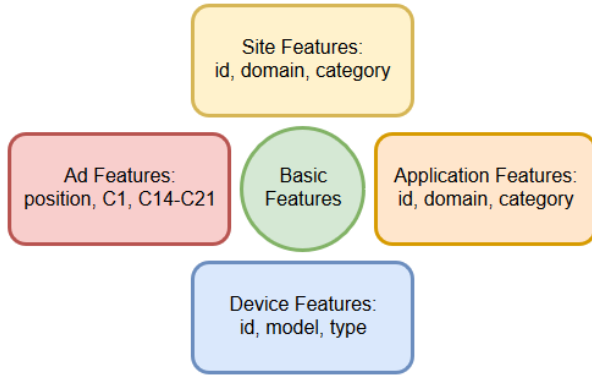 Site Features:
id, domain, category
Ad Features:
position, C1, C14-C21
Basic
Features
Application Features:
id, domain, category
Device Features:
id, model, type